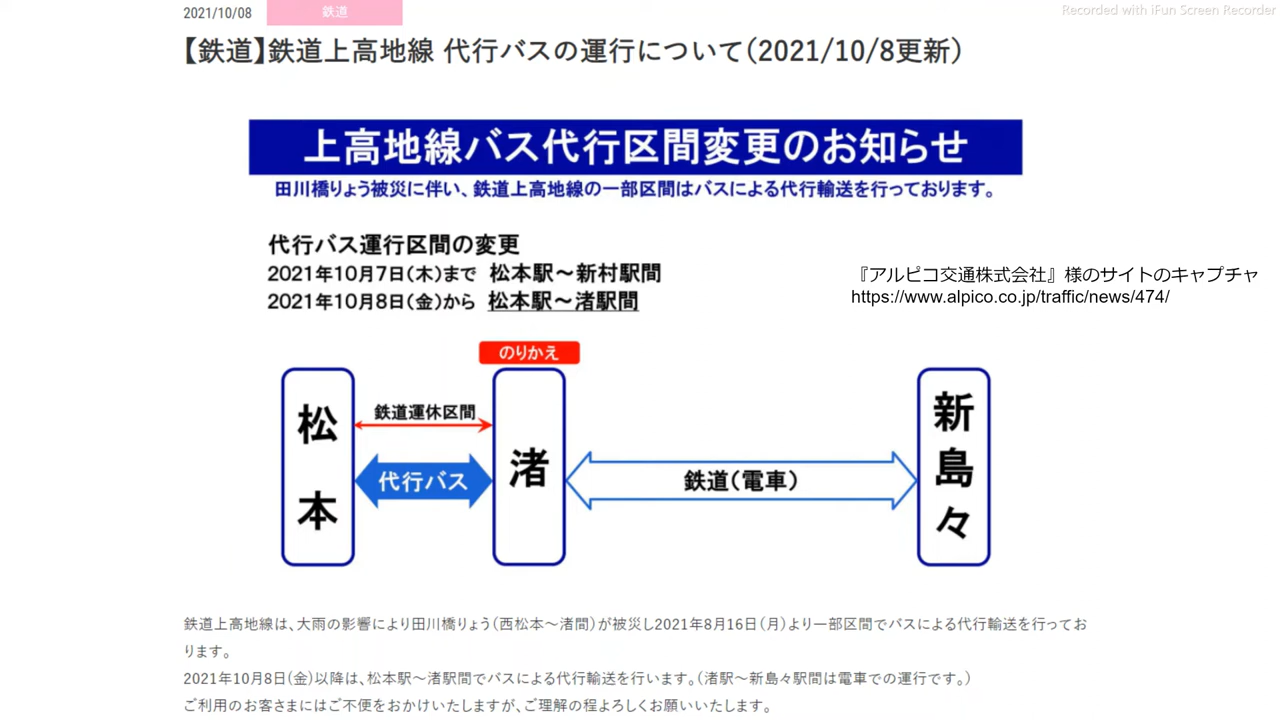 2021/10/08 鉄道
Recorded with iFun Screen Recorder
【鉄道】鉄道上高地線 代行バスの運行について(2021/10/8更新)
上高地線バス代行区間変更のお知らせ
田川橋りょう被災に伴い、鉄道上高地線の一部区間はバスによる代行輸送を行っております。
代行バス運行区間の変更
2021年10月7日(木)まで 松本駅～新村駅間
2021年10月8日(金)から 松本駅～渚駅間
『アルピコ交通株式会社』様のサイトのキャプチャ
https://www.alpico.co.jp/traffic/news/474/
のりかえ
松本
鉄道運休区間
代行バス
渚
鉄道(電車)
新島々
鉄道上高地線は、大雨の影響により田川橋りょう(西松本～渚間)が被災し2021年8月16日(月)より一部区間でバスによる代行輸送を行ってお
ります。
2021年10月8日(金)以降は、松本駅～渚駅間でバスによる代行輸送を行います。(渚駅～新島々駅間は電車での運行です。)
ご利用のお客さまにはご不便をおかけいたしますが、ご理解の程よろしくお願いいたします。